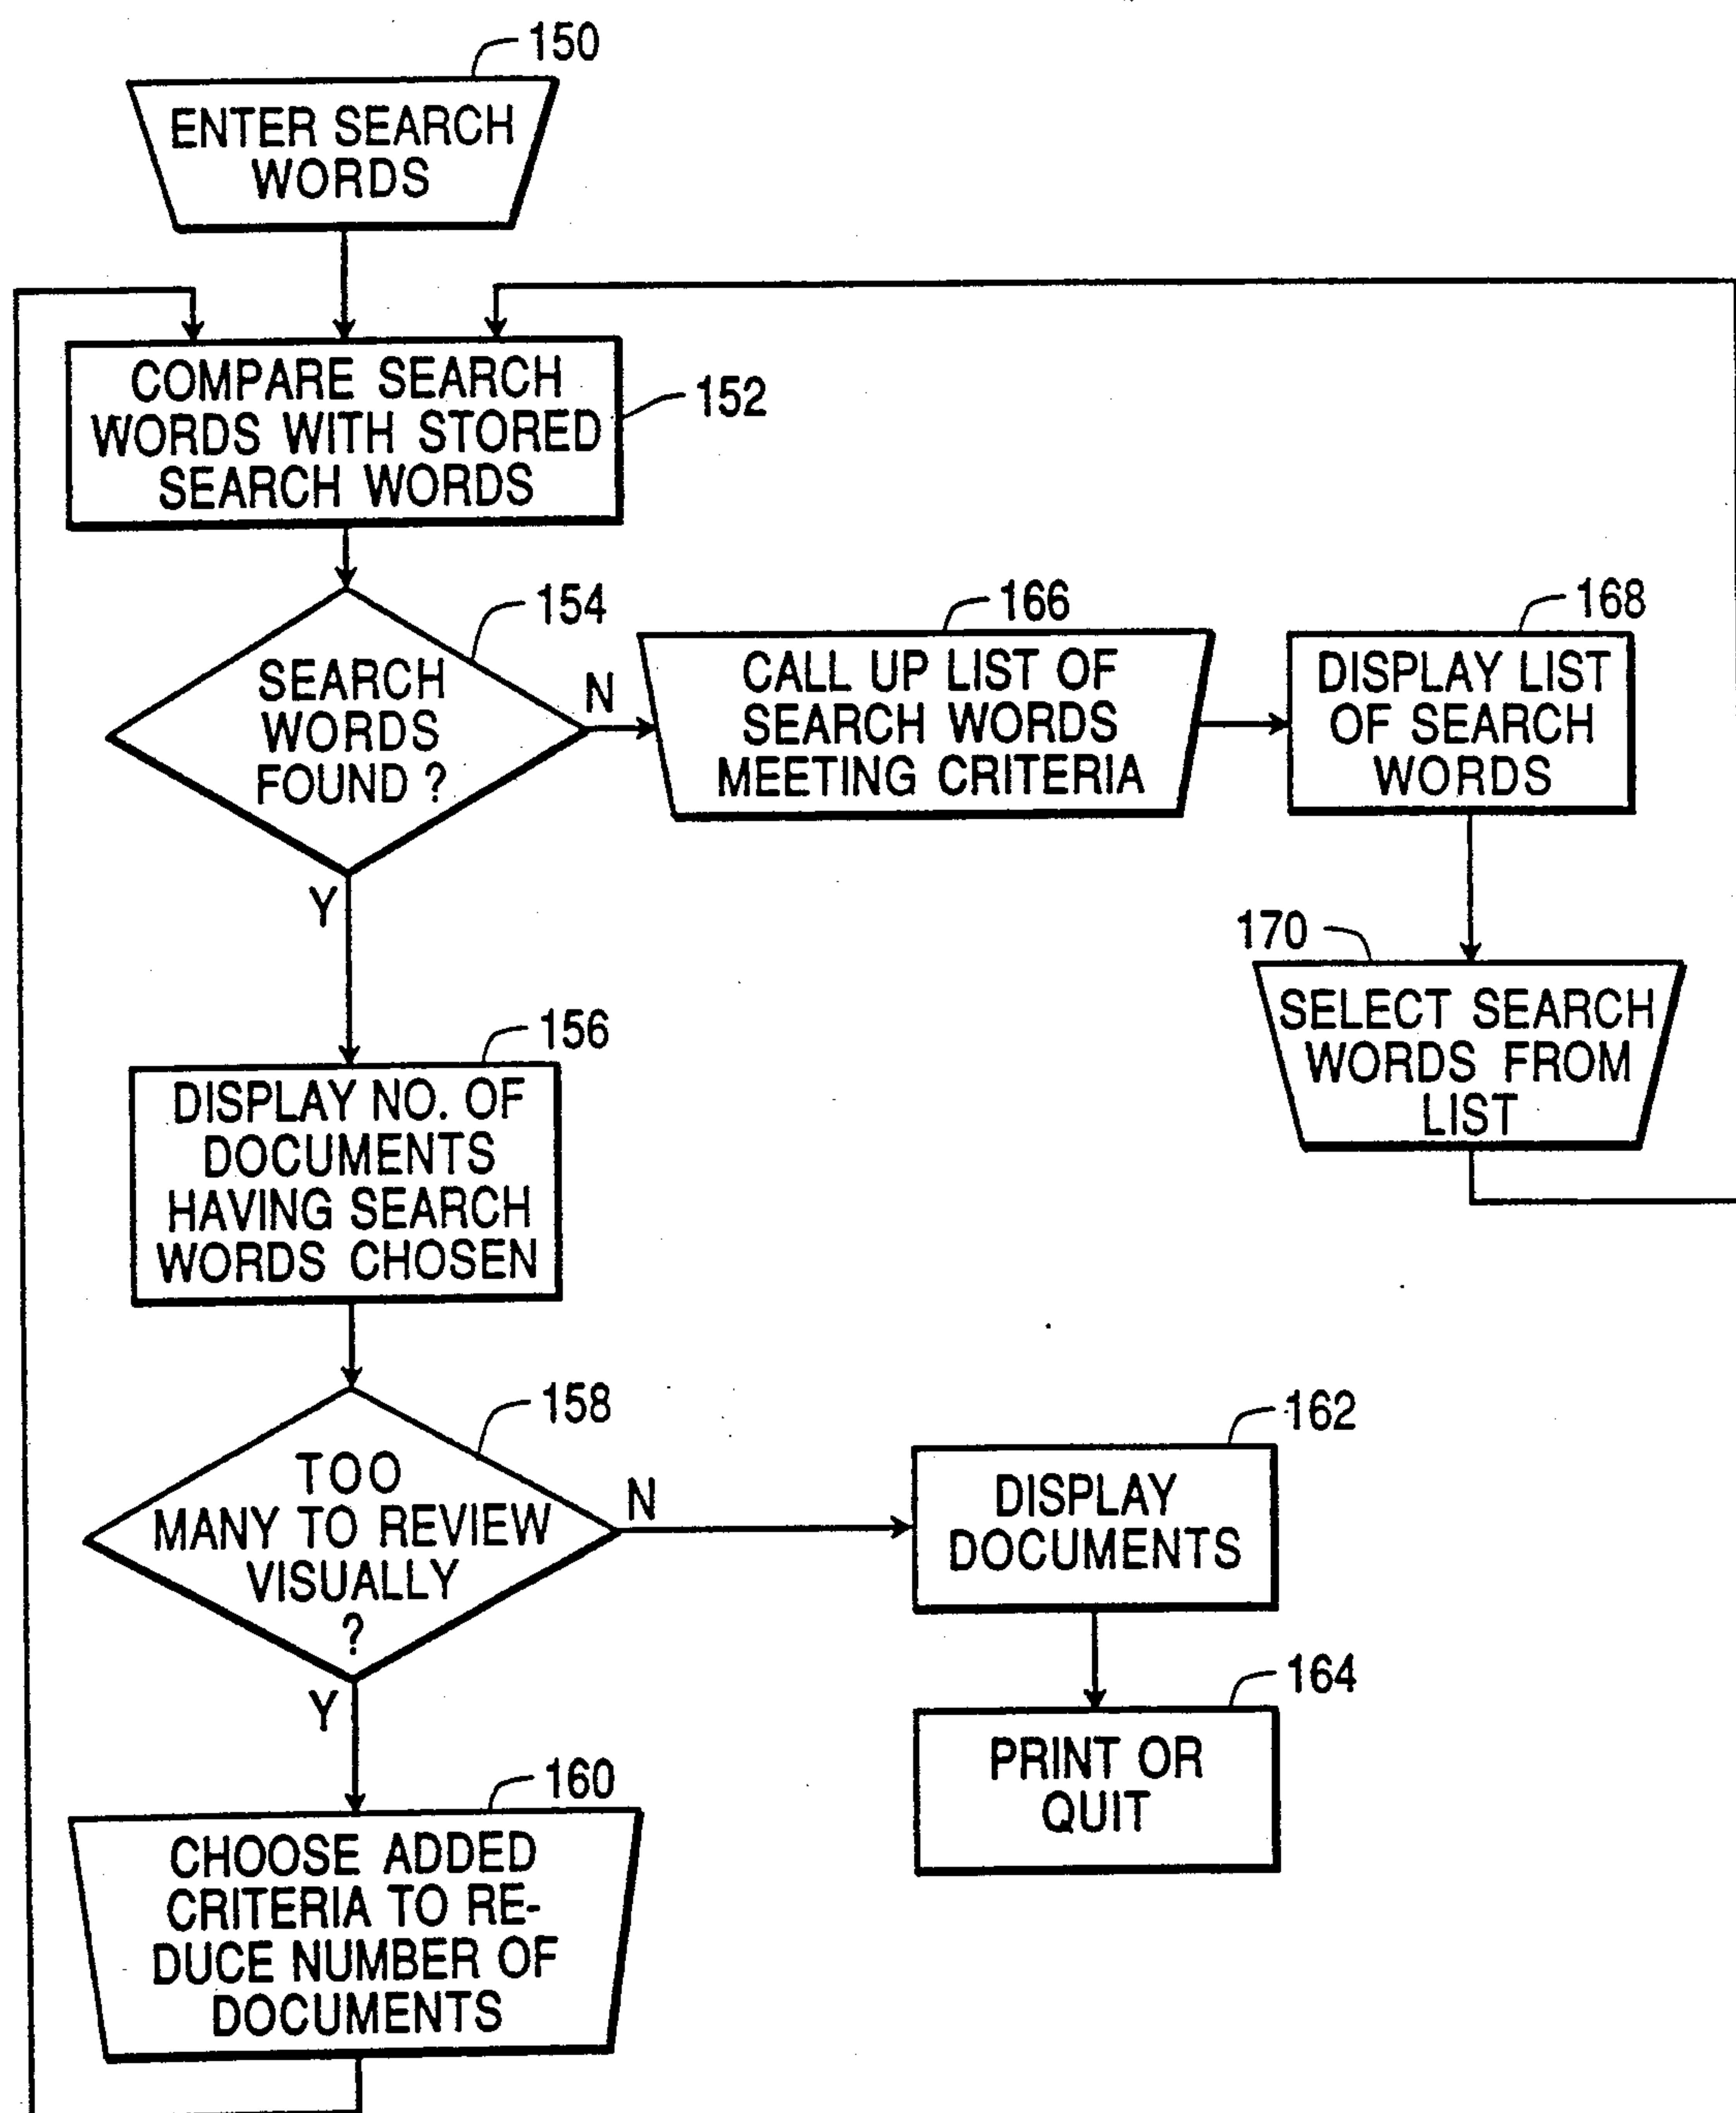 150
ENTER SEARCH
WORDS
COMPARE SEARCH
WORDS WITH STORED
SEARCH WORDS
152
154
SEARCH
WORDS
FOUND ?
N
Y
166
CALL UP LIST OF
SEARCH WORDS
MEETING CRITERIA
168
DISPLAY LIST
OF SEARCH
WORDS
170
SELECT SEARCH
WORDS FROM
LIST
156
DISPLAY NO. OF
DOCUMENTS
HAVING SEARCH
WORDS CHOSEN
158
TOO
MANY TO REVIEW
VISUALLY
?
N
Y
162
DISPLAY
DOCUMENTS
164
PRINT OR
QUIT
160
CHOOSE ADDED
CRITERIA TO RE-
DUCE NUMBER OF
DOCUMENTS